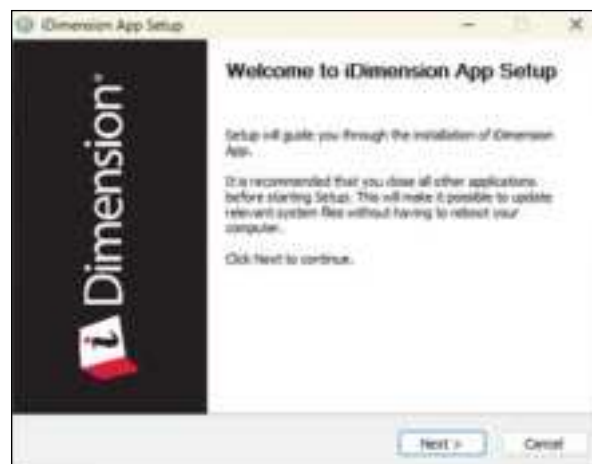 iDimension App Setup
iDimension®
Welcome to iDimension App Setup
Setup will guide you through the installation of iDimension
App.
It is recommended that you close all other applications
before starting Setup. This will make it possible to update
relevant system files without having to reboot your
computer.
Click Next to continue.
Next >
Cancel